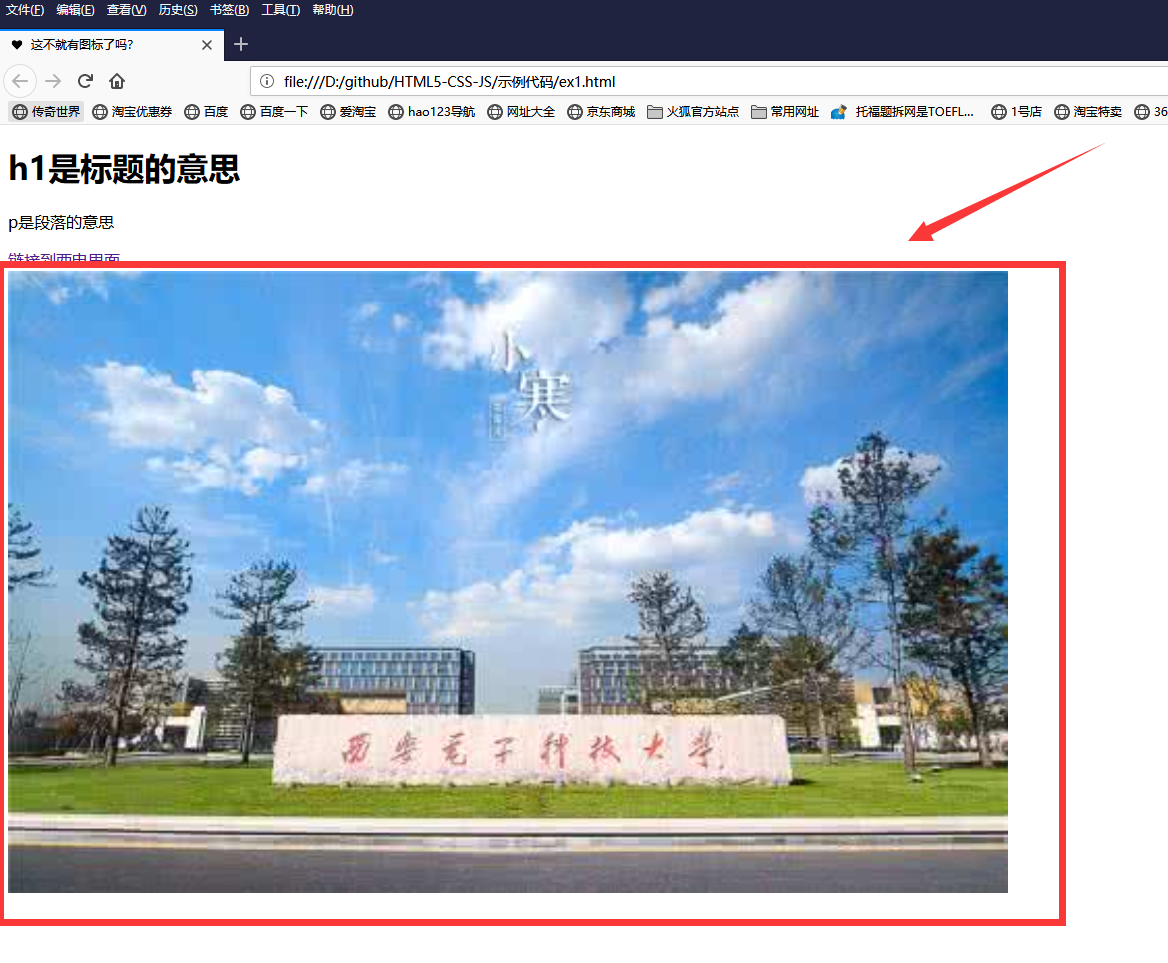 文件(F) 编辑(E) 查看(V) 历史(S) 书签(B) 工具(T) 帮助(H)
这不就有图标了吗?
file:///D:/github/HTML5-CSS-JS/示例代码/ex1.html
传奇世界 淘宝优惠券 百度 百度一下 爱淘宝 hao123导航 网址大全 京东商城 火狐官方站点 常用网址 托福题拆网是TOEFL... 1号店 淘宝特卖 36
h1是标题的意思
p是段落的意思
链接到西电里面
小寒
西安电子科技大学